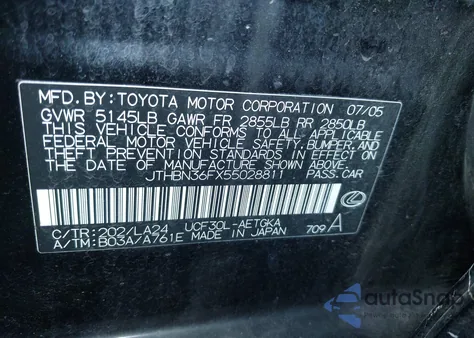 MFD.BY:TOYOTA MOTOR CORPORATION 07/05
GVWR 5145LB GAWR FR 2855LB RR 2850LB
THIS VEHICLE CONFORMS TO ALL APPLICABLE
FEDERAL MOTOR VEHICLE SAFETY, BUMPER,
AND THEFT PREVENTION STANDARDS IN EFFECT ON
THE DATE OF MANUFACTURE SHOWN ABOVE.
JTHBN36FX55028811 PASS.CAR
C/TR:202/LA24 UCF30L-AETGKA
A/TM:B03A/A761E MADE IN JAPAN 709 A
autoSnap